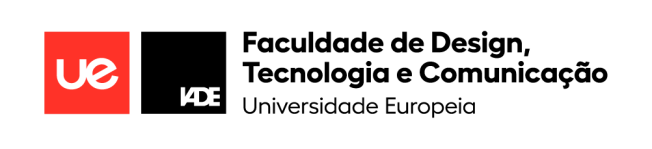 ue
IADE
Faculdade de Design,
Tecnologia e Comunicação
Universidade Europeia